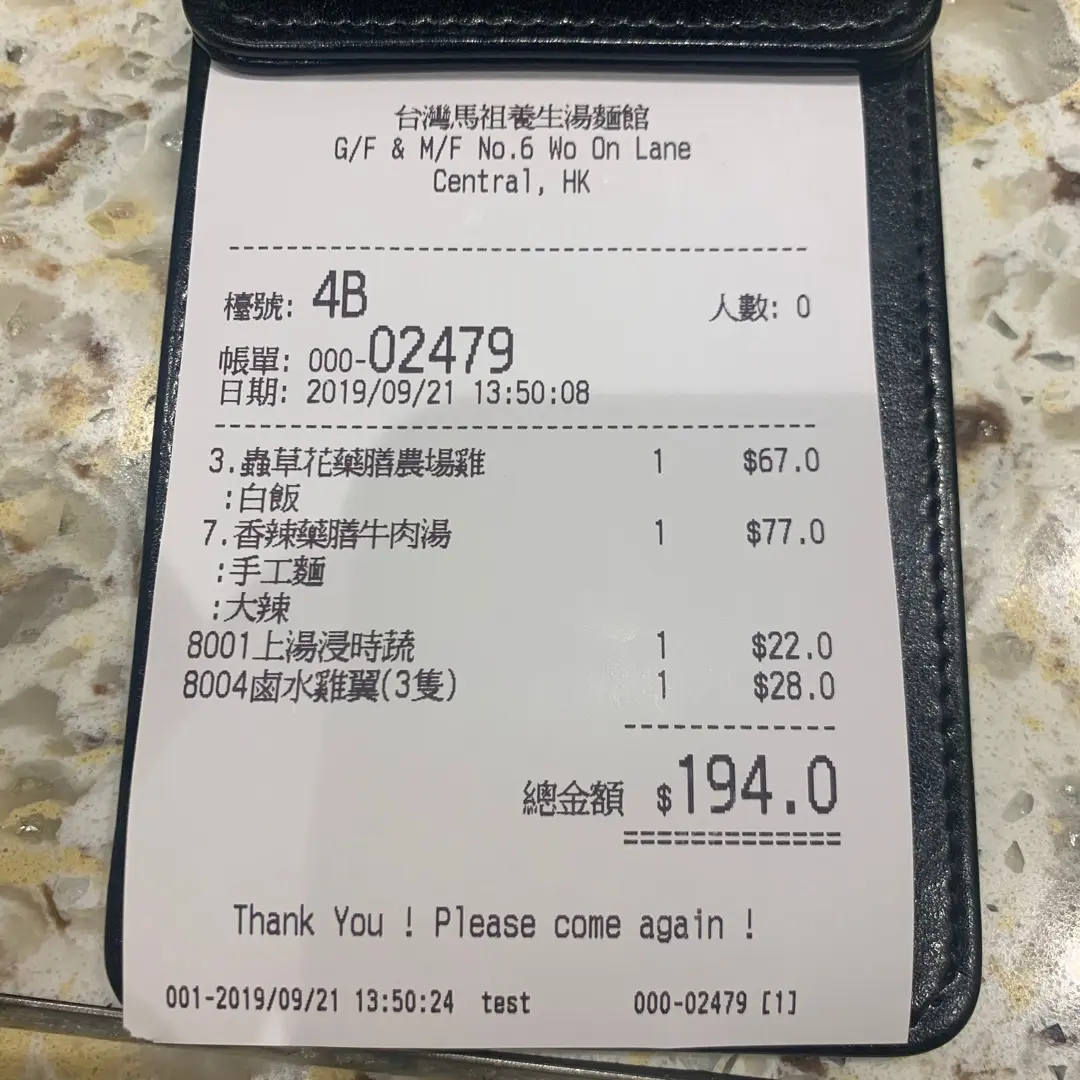 台灣馬祖養生湯麵館
G/F & M/F No.6 Wo On Lane
Central, HK
檯號: 4B 人數: 0
帳單: 000-02479
日期: 2019/09/21 13:50:08
3.蟲草花藥膳農場雞 1 $67.0
:白飯
7.香辣藥膳牛肉湯 1 $77.0
:手工麵
:大辣
8001上湯浸時蔬 1 $22.0
8004鹵水雞翼(3隻) 1 $28.0
總金額 $194.0
Thank You ! Please come again !
001-2019/09/21 13:50:24 test 000-02479 [1]